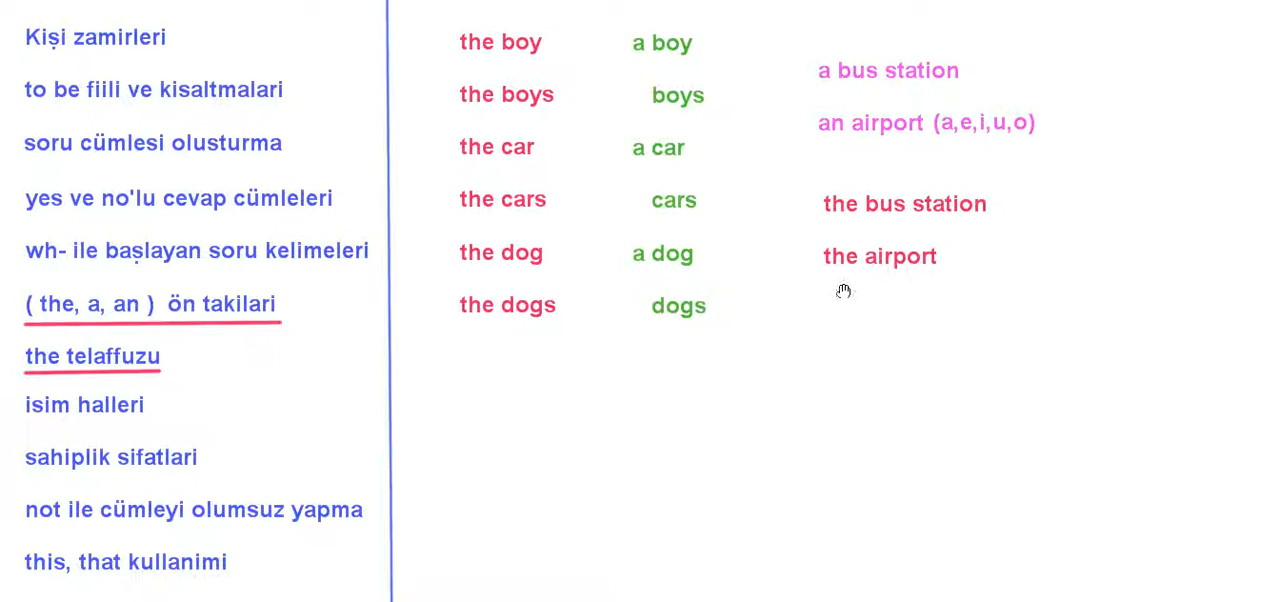 Kişi zamirleri
to be fiili ve kisaltmalari
soru cümlesi olusturma
yes ve no'lu cevap cümleleri
wh- ile başlayan soru kelimeleri
( the, a, an ) ön takilari
the telaffuzu
isim halleri
sahiplik sifatlari
not ile cümleyi olumsuz yapma
this, that kullanimi
the boy a boy
the boys boys
the car a car
the cars cars
the dog a dog
the dogs dogs
a bus station
an airport (a,e,i,u,o)
the bus station
the airport